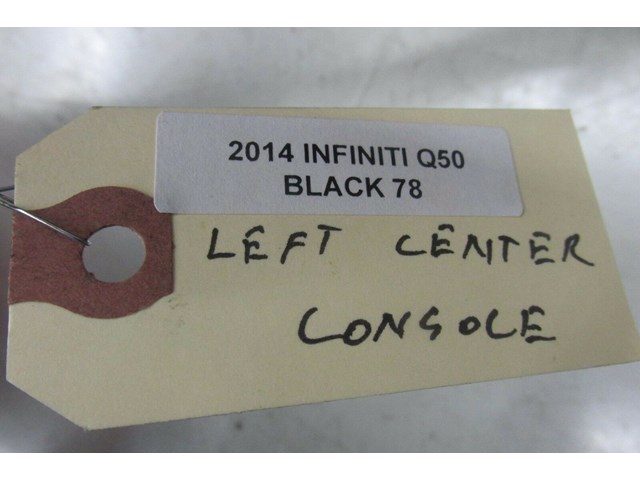 2014 INFINITI Q50
BLACK 78
LEFT CENTER
CONSOLE